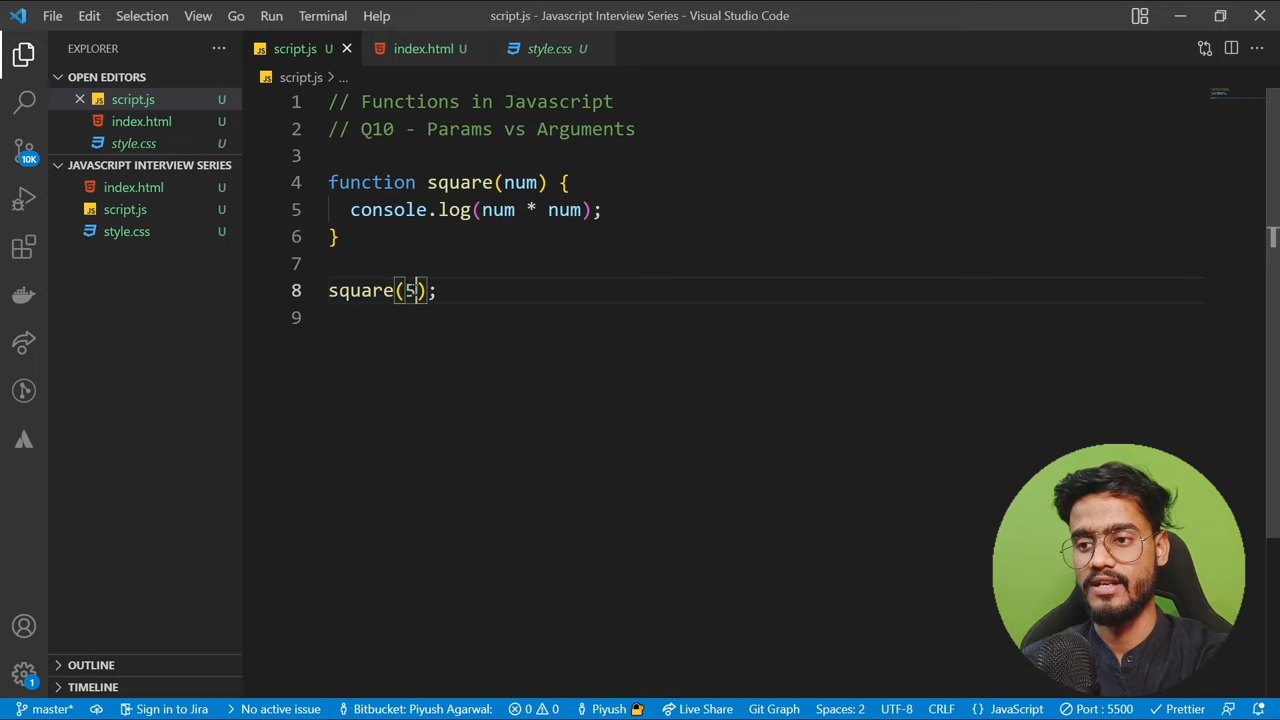 File Edit Selection View Go Run Terminal Help script.js - Javascript Interview Series - Visual Studio Code
EXPLORER ···
JS script.js U × index.html U style.css U ···
OPEN EDITORS
× JS script.js U
index.html U
style.css U
JAVASCRIPT INTERVIEW SERIES
index.html U
JS script.js U
style.css U
OUTLINE
TIMELINE
10K
1
JS script.js > ...
1 // Functions in Javascript
2 // Q10 - Params vs Arguments
3
4 function square(num) {
5 console.log(num * num);
6 }
7
8 square(5);
9
master* Sign in to Jira No active issue Bitbucket: Piyush Agarwal: 0 0 Piyush Live Share Git Graph Spaces: 2 UTF-8 CRLF {} JavaScript Port : 5500 Prettier